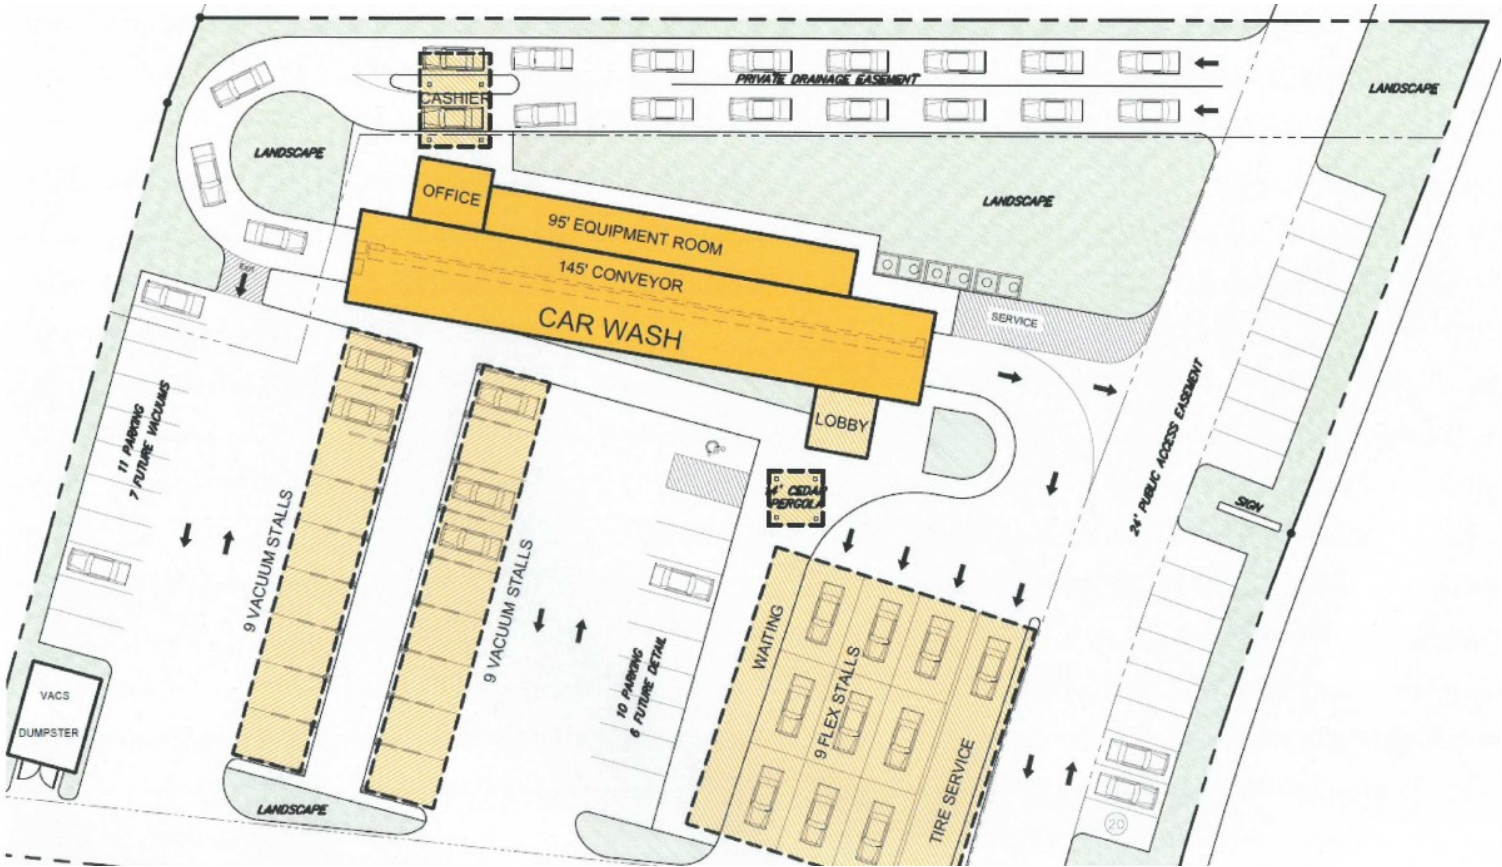 CASHIER
PRIVATE DRAINAGE EASEMENT
LANDSCAPE
LANDSCAPE
LANDSCAPE
OFFICE
95' EQUIPMENT ROOM
145' CONVEYOR
CAR WASH
EXIT
SERVICE
LOBBY
11 PARKING
7 FUTURE VACUUMS
9 VACUUM STALLS
9 VACUUM STALLS
CEDAR
PERGOLA
24' PUBLIC ACCESS EASEMENT
SIGN
WAITING
9 FLEX STALLS
TIRE SERVICE
10 PARKING
6 FUTURE DETAIL
VACS
DUMPSTER
LANDSCAPE
20